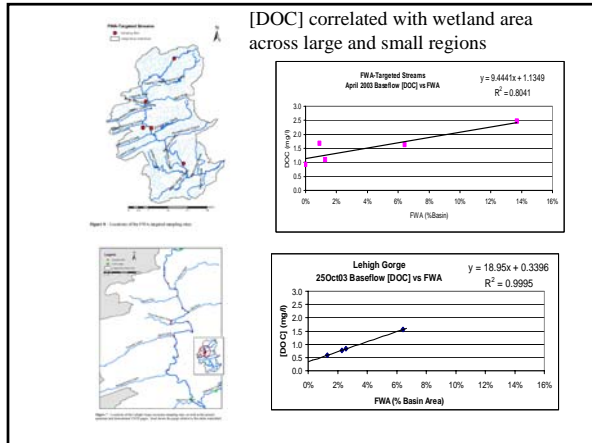 [DOC] correlated with wetland area
across large and small regions
FWA-Targeted Streams
FWA-Targeted Streams
April 2003 Baseflow [DOC] vs FWA
y = 9.4441x + 1.1349
R² = 0.8041
DOC (mg/l)
3.0
2.5
2.0
1.5
1.0
0.5
0.0
0% 2% 4% 6% 8% 10% 12% 14% 16%
FWA (%Basin)
Lehigh Gorge
25Oct03 Baseflow [DOC] vs FWA
y = 18.95x + 0.3396
R² = 0.9995
[DOC] (mg/l)
3.0
2.5
2.0
1.5
1.0
0.5
0.0
0% 2% 4% 6% 8% 10% 12% 14% 16%
FWA (% Basin Area)
Legend